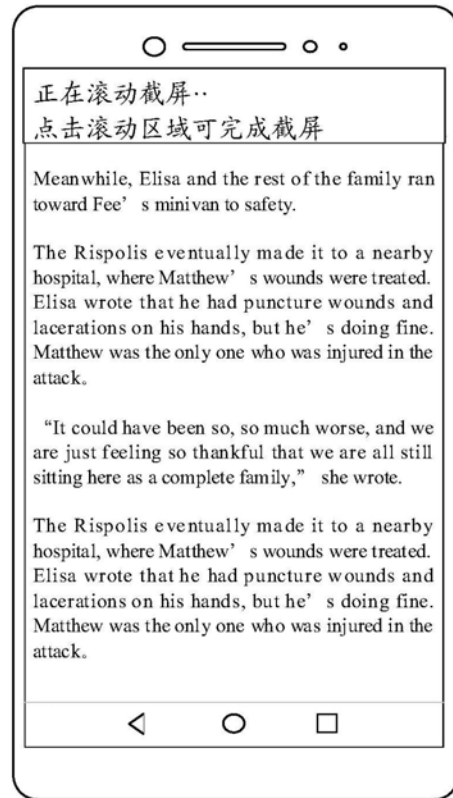 正在滚动截屏··
点击滚动区域可完成截屏
Meanwhile, Elisa and the rest of the family ran
toward Fee’ s minivan to safety.
The Rispolis eventually made it to a nearby
hospital, where Matthew’ s wounds were treated.
Elisa wrote that he had puncture wounds and
lacerations on his hands, but he’ s doing fine.
Matthew was the only one who was injured in the
attack。
“It could have been so, so much worse, and we
are just feeling so thankful that we are all still
sitting here as a complete family,” she wrote.
The Rispolis eventually made it to a nearby
hospital, where Matthew’ s wounds were treated.
Elisa wrote that he had puncture wounds and
lacerations on his hands, but he’ s doing fine.
Matthew was the only one who was injured in the
attack。